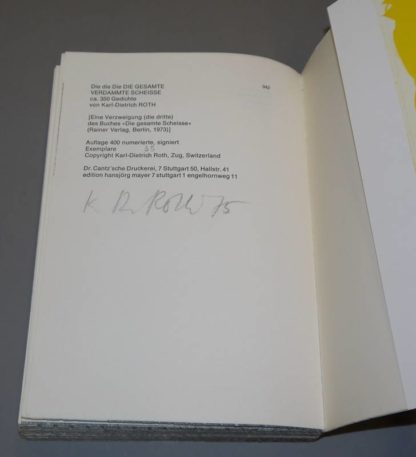 Die die Die DIE GESAMTE
VERDAMMTE SCHEISSE
ca. 350 Gedichte
von Karl-Dietrich ROTH
[Eine Verzweigung (die dritte)
des Buches »Die gesamte Scheisse«
(Rainer Verlag, Berlin, 1973)]
Auflage 400 numerierte, signiert
Exemplare
Copyright Karl-Dietrich Roth, Zug, Switzerland
Dr. Cantz'sche Druckerei, 7 Stuttgart 50, Hallstr. 41
edition hansjörg mayer 7 stuttgart 1 engelhornweg 11
K Roth 75